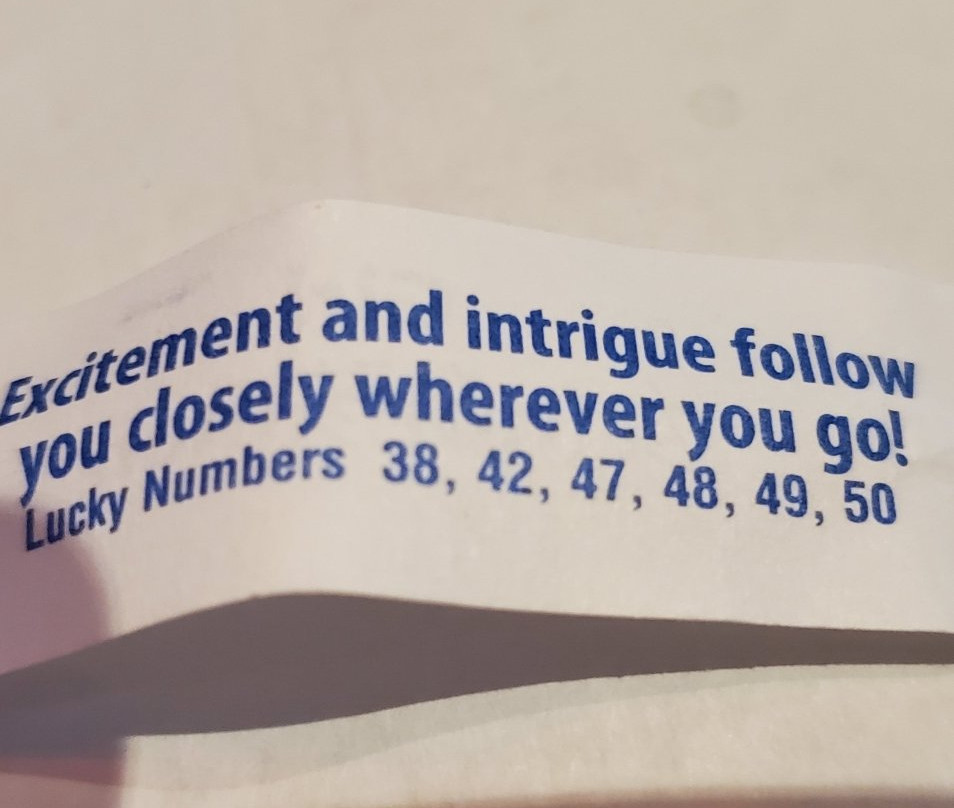 Excitement and intrigue follow
you closely wherever you go!
Lucky Numbers 38, 42, 47, 48, 49, 50